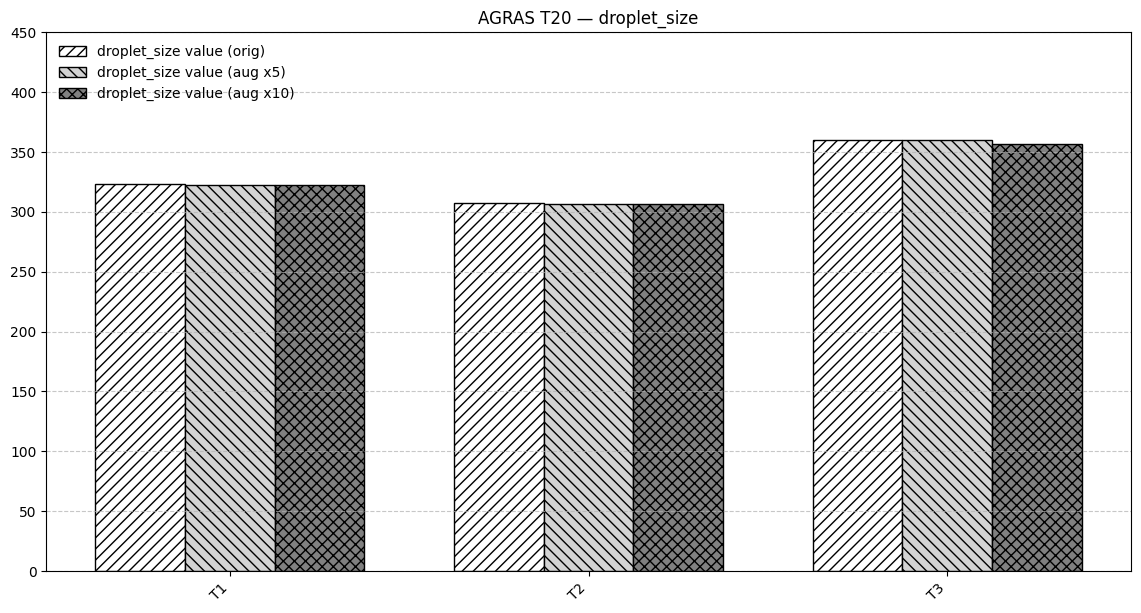 AGRAS T20 — droplet_size
450
400
350
300
250
200
150
100
50
0
droplet_size value (orig)
droplet_size value (aug x5)
droplet_size value (aug x10)
T1
T2
T3